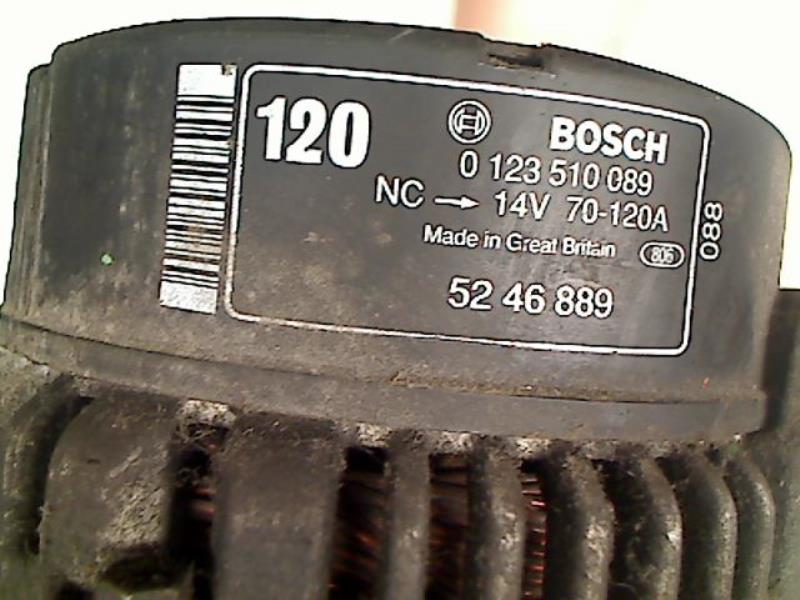 120
BOSCH
0 123 510 089
NC → 14V 70-120A
Made in Great Britain 806
52 46 889
088